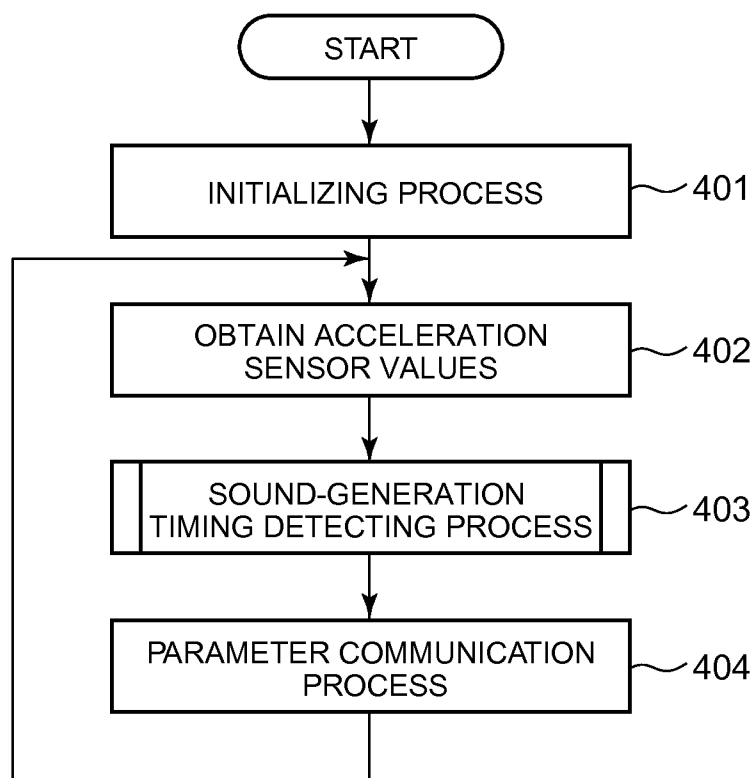 START
INITIALIZING PROCESS
401
OBTAIN ACCELERATION
SENSOR VALUES
402
SOUND-GENERATION
TIMING DETECTING PROCESS
403
PARAMETER COMMUNICATION
PROCESS
404